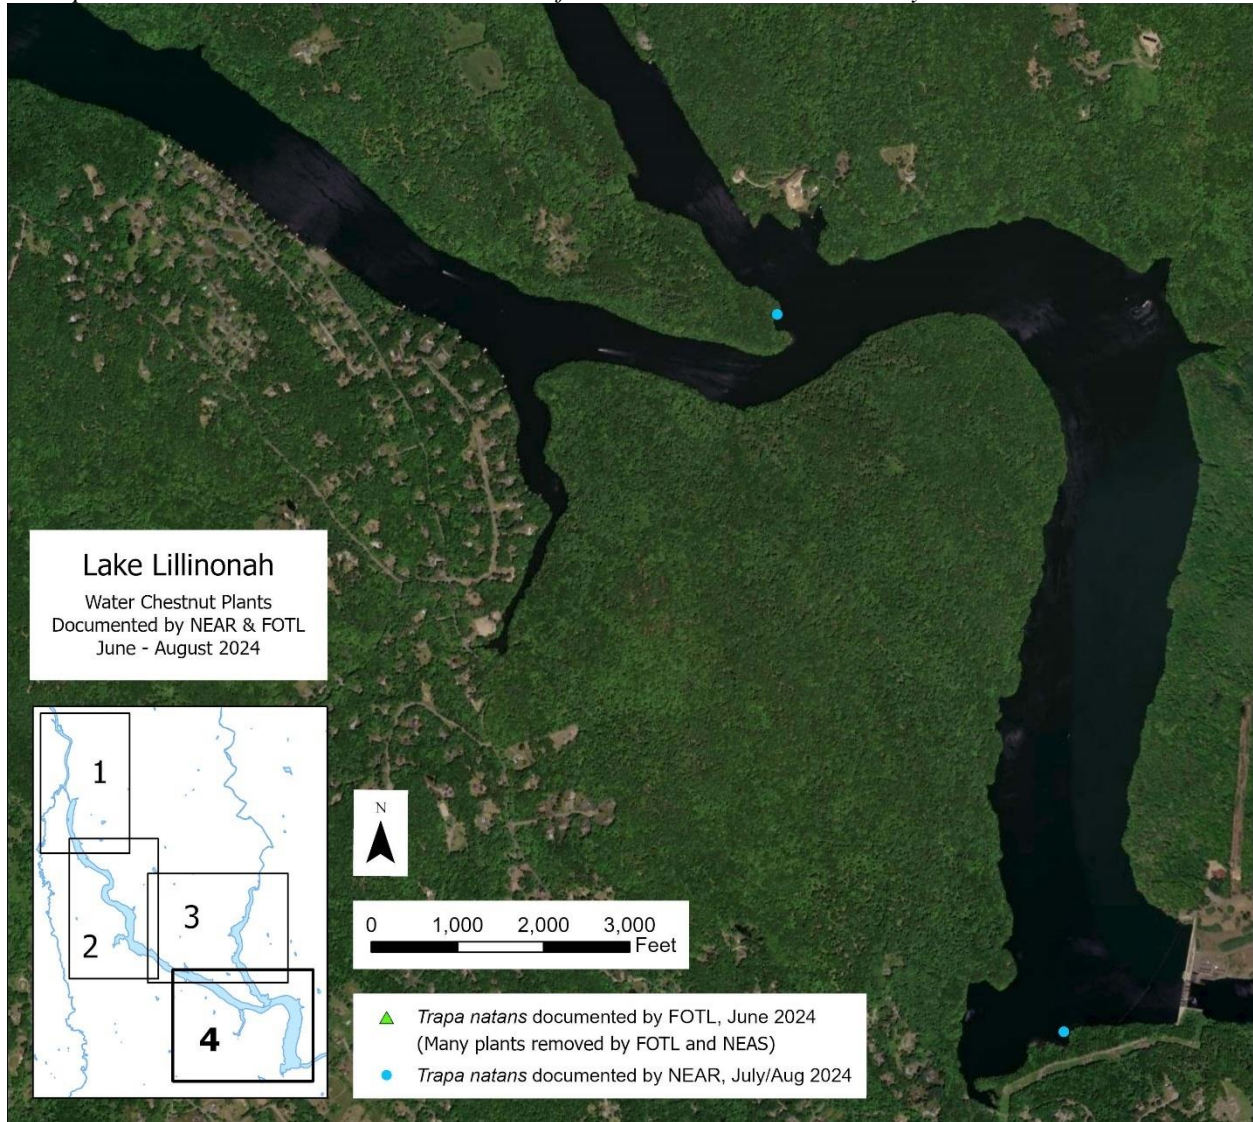 Lake Lillinonah
Water Chestnut Plants
Documented by NEAR & FOTL
June - August 2024
1
2
3
4
N
0 1,000 2,000 3,000
Feet
Trapa natans documented by FOTL, June 2024
(Many plants removed by FOTL and NEAS)
Trapa natans documented by NEAR, July/Aug 2024